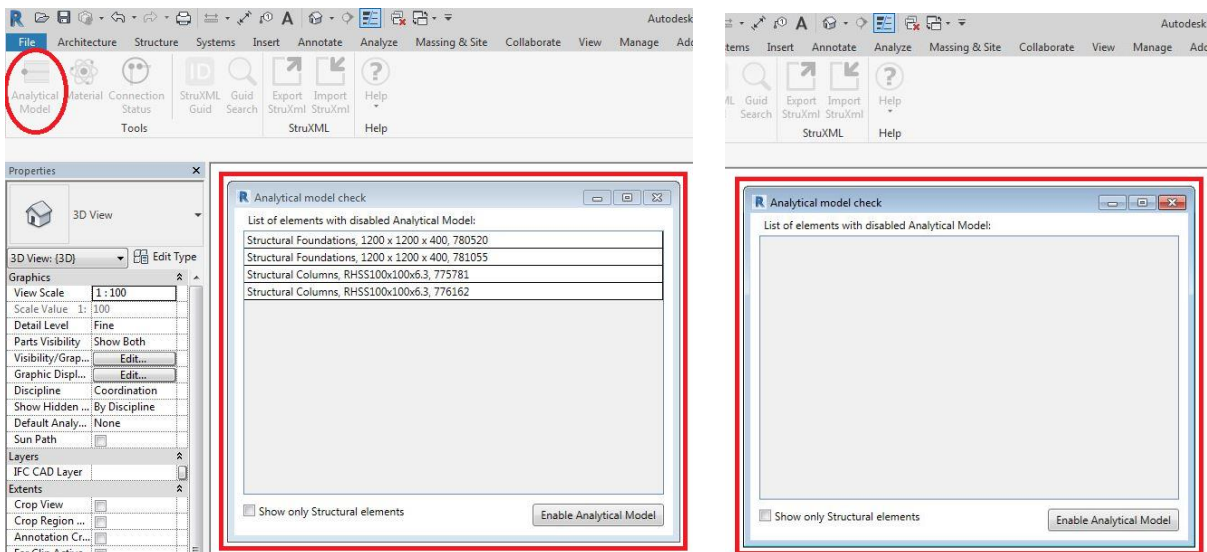 R A Autodesk
File Architecture Structure Systems Insert Annotate Analyze Massing & Site Collaborate View Manage Add
Analytical Model Material Connection Status StruXML Guid Guid Search Export StruXml Import StruXml Help
Tools StruXML Help
Properties
3D View
3D View: {3D} Edit Type
Graphics
View Scale 1 : 100
Scale Value 1: 100
Detail Level Fine
Parts Visibility Show Both
Visibility/Grap... Edit...
Graphic Displ... Edit...
Discipline Coordination
Show Hidden ... By Discipline
Default Analy... None
Sun Path
Layers
IFC CAD Layer
Extents
Crop View
Crop Region ...
Annotation Cr...
R Analytical model check
List of elements with disabled Analytical Model:
Structural Foundations, 1200 x 1200 x 400, 780520
Structural Foundations, 1200 x 1200 x 400, 781055
Structural Columns, RHSS100x100x6.3, 775781
Structural Columns, RHSS100x100x6.3, 776162
Show only Structural elements Enable Analytical Model
A Autodesk
tems Insert Annotate Analyze Massing & Site Collaborate View Manage Add
Guid Search Export StruXml Import StruXml Help
StruXML Help
R Analytical model check
List of elements with disabled Analytical Model:
Show only Structural elements Enable Analytical Model